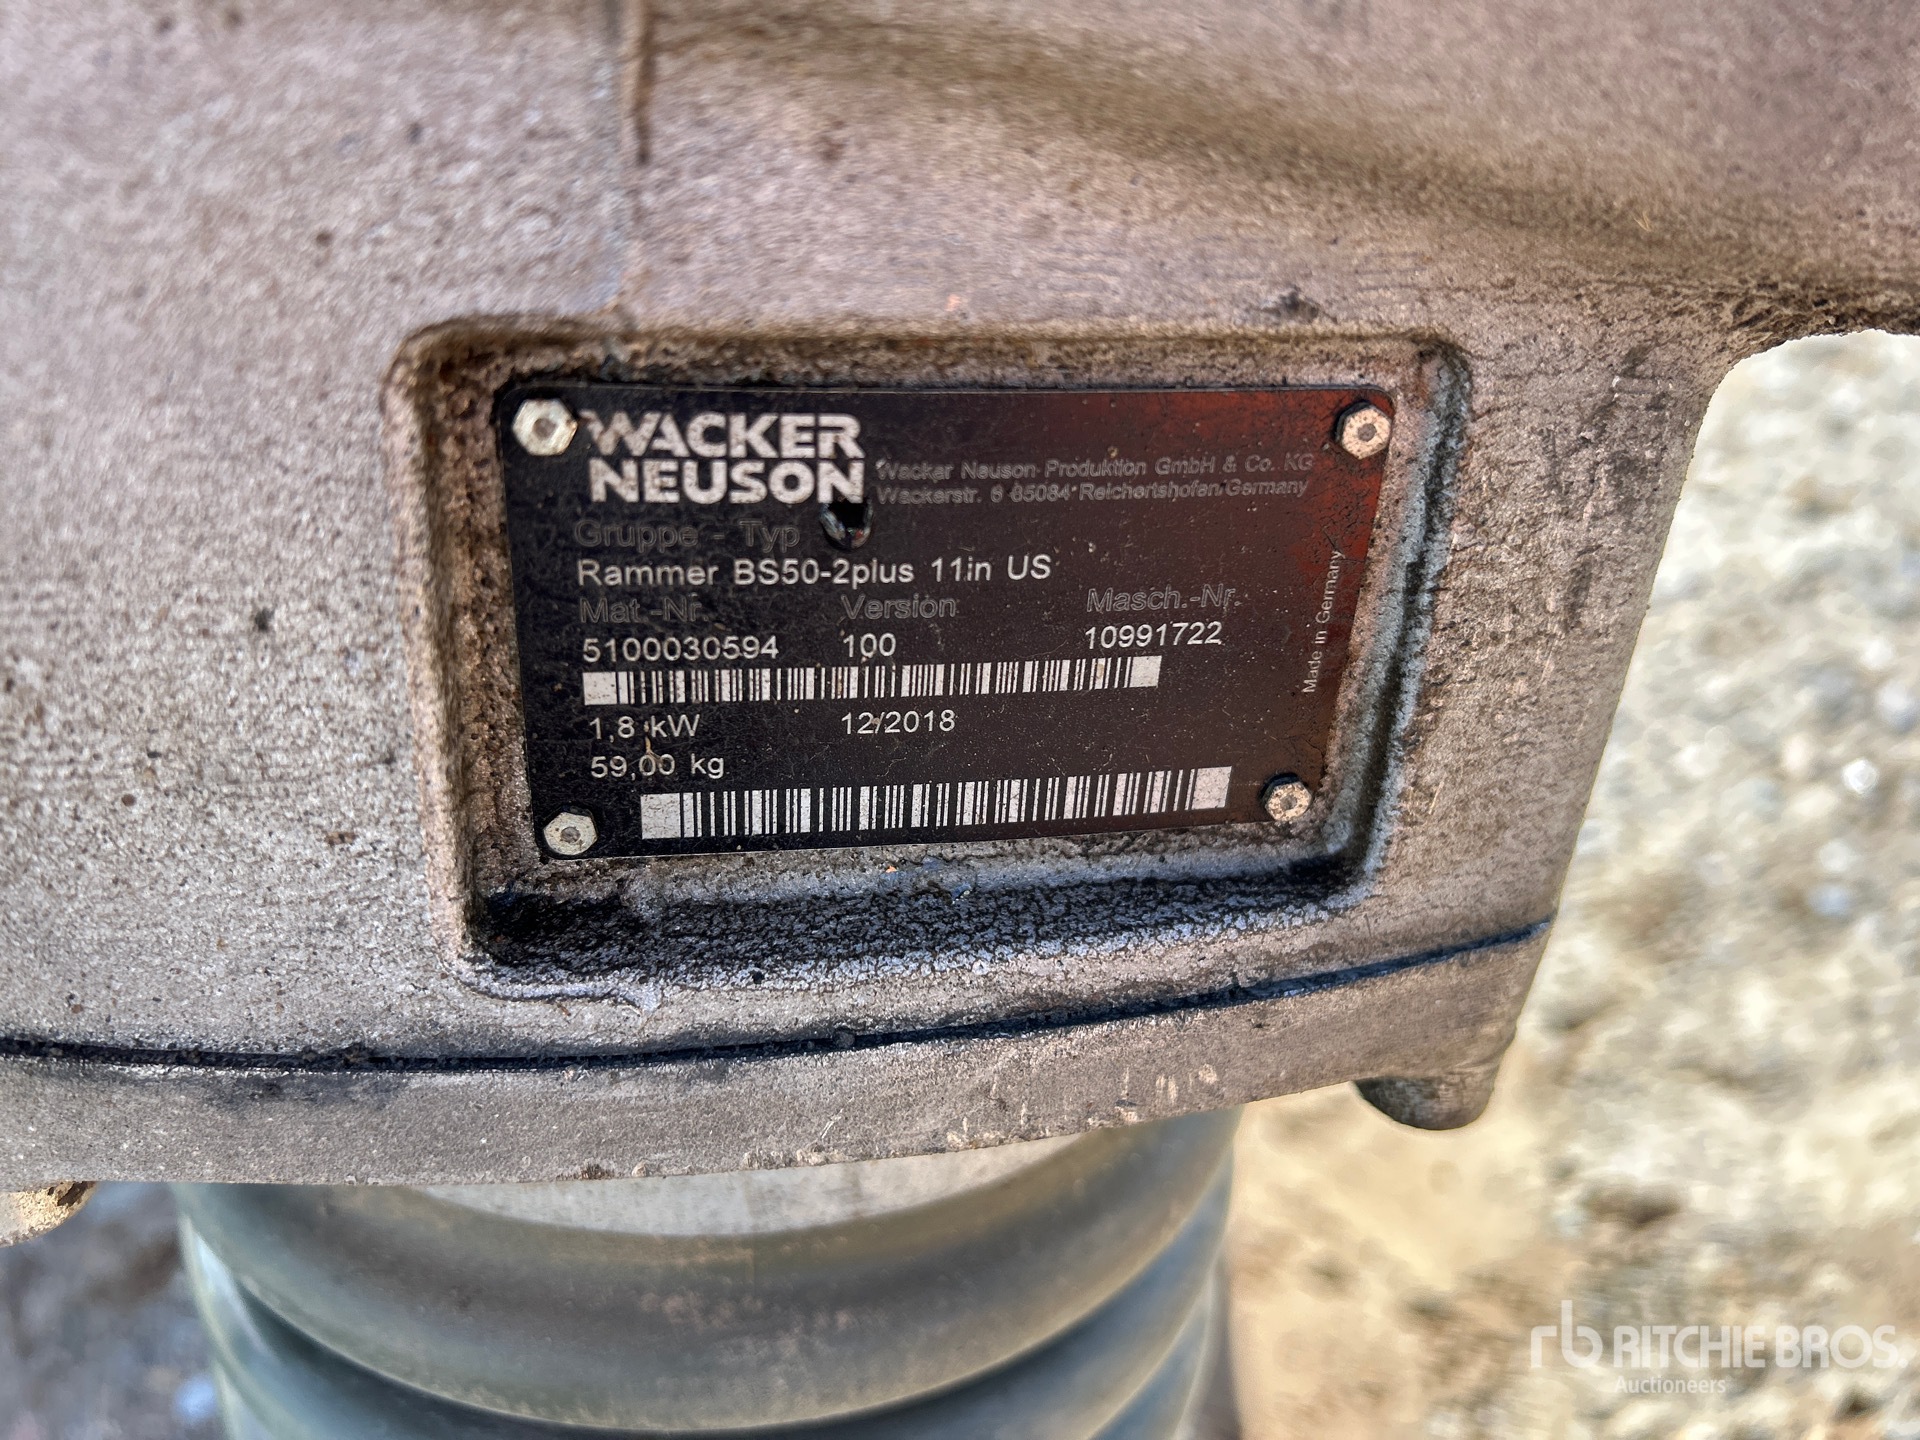 WACKER
NEUSON
Wacker Neuson Produktion GmbH & Co. KG
Wackerstr. 6 85084 Reichertshofen/Germany
Gruppe - Typ
Rammer BS50-2plus 11in US
Mat.-Nr. Version Masch.-Nr.
5100030594 100 10991722
1,8 kW 12/2018
59,00 kg
Made in Germany
rb RITCHIE BROS.
Auctioneers